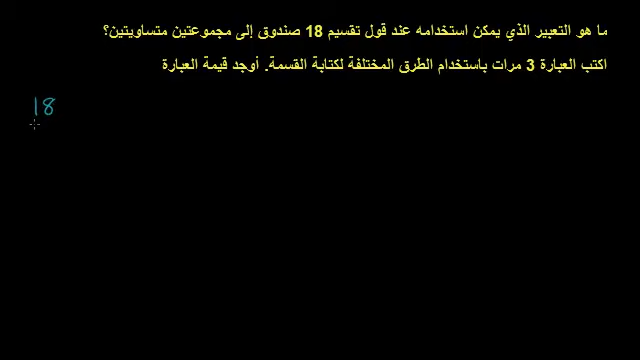 ما هو التعبير الذي يمكن استخدامه عند قول تقسيم 18 صندوق إلى مجموعتين متساويتين؟
اكتب العبارة 3 مرات باستخدام الطرق المختلفة لكتابة القسمة. أوجد قيمة العبارة
18